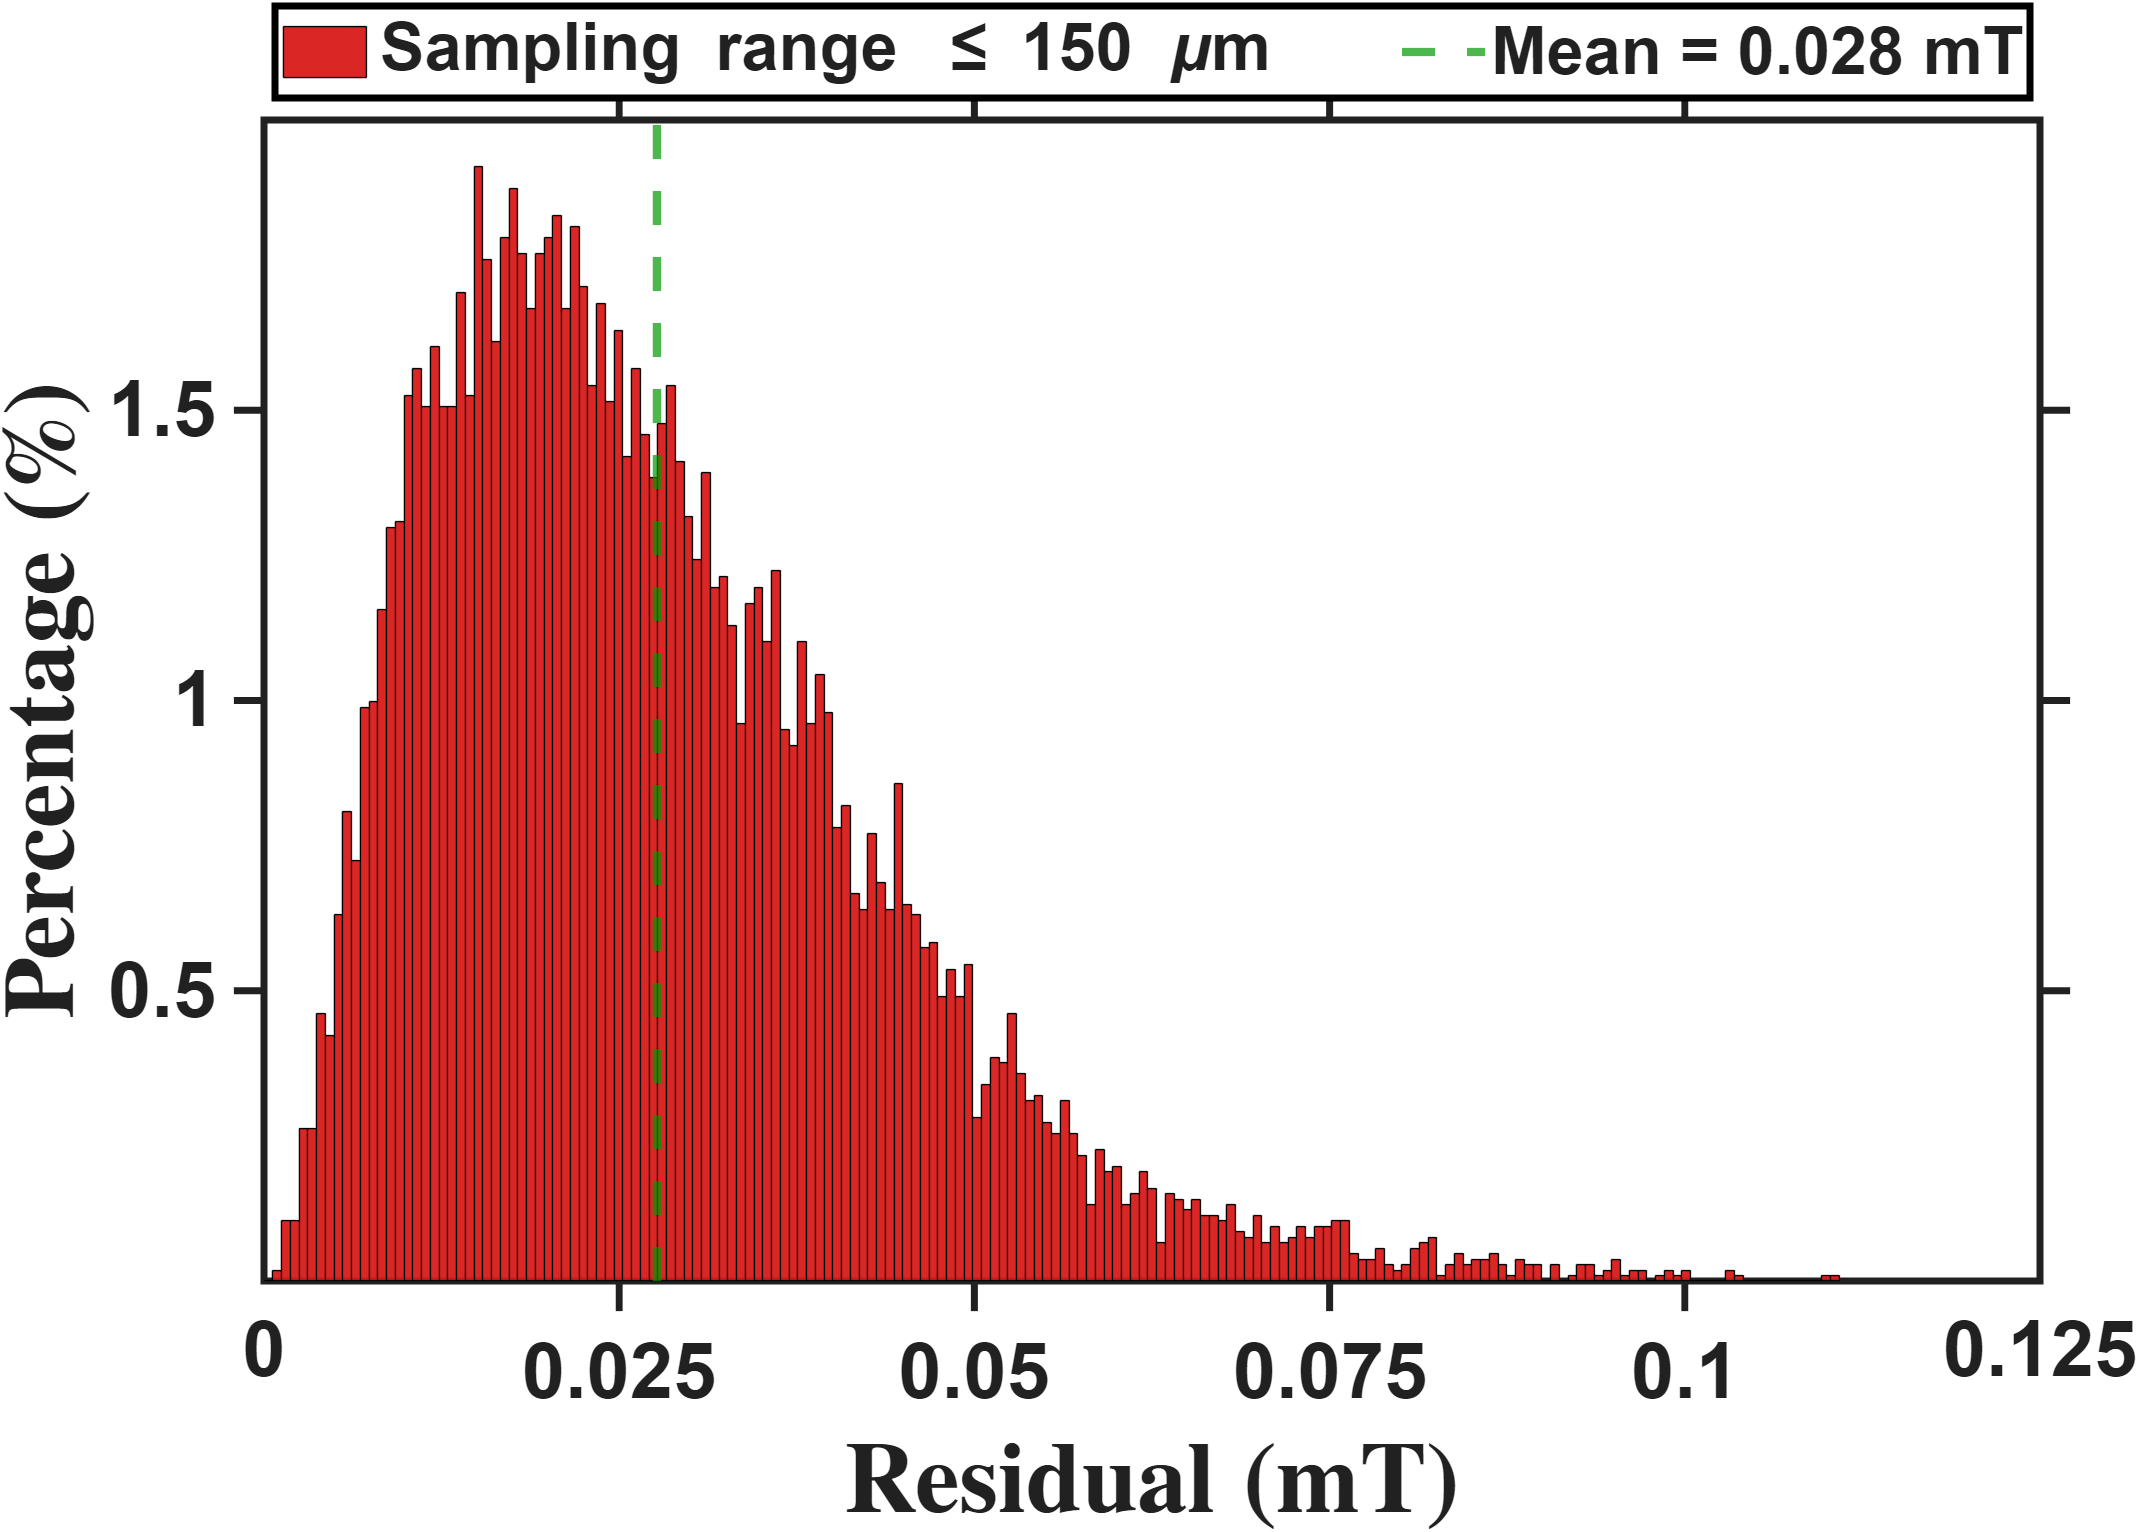 Sampling range ≤ 150 μm
Mean = 0.028 mT
Percentage (%)
1.5
1
0.5
0
0.025
0.05
0.075
0.1
0.125
Residual (mT)